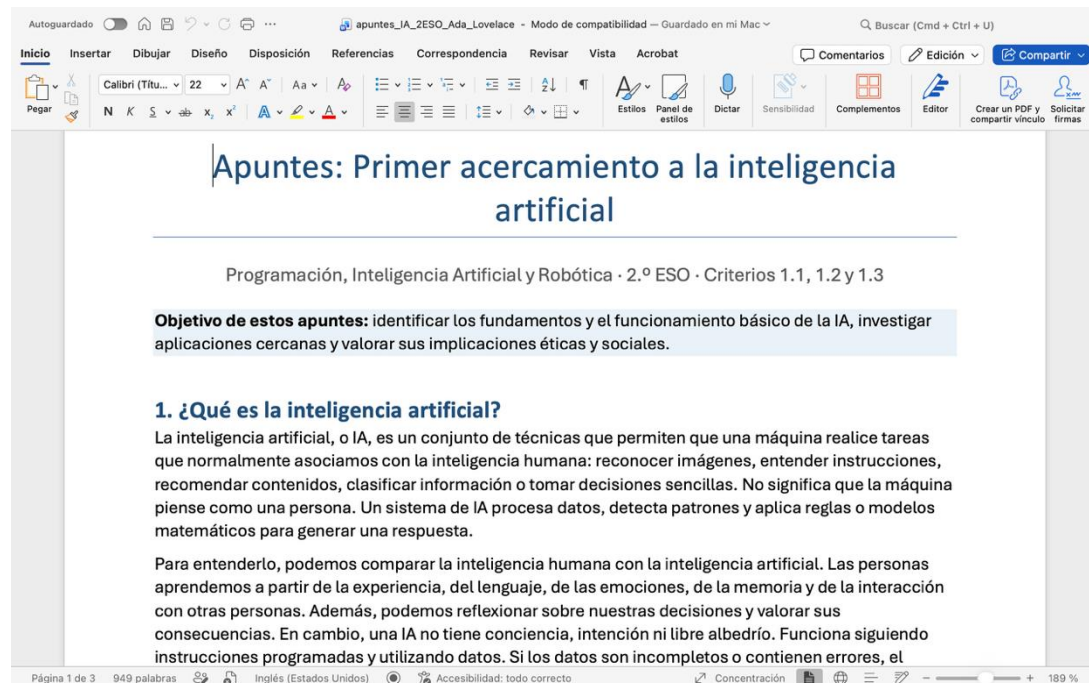 Autoguardado
apuntes_IA_2ESO_Ada_Lovelace - Modo de compatibilidad — Guardado en mi Mac
Buscar (Cmd + Ctrl + U)
Inicio Insertar Dibujar Diseño Disposición Referencias Correspondencia Revisar Vista Acrobat
Comentarios Edición Compartir
Calibri (Títu... 22 A^ Aˇ Aa
Pegar
N K S ab x, x² A A
Estilos
Panel de estilos
Dictar
Sensibilidad
Complementos
Editor
Crear un PDF y compartir vínculo
Solicitar firmas
Apuntes: Primer acercamiento a la inteligencia
artificial
Programación, Inteligencia Artificial y Robótica · 2.º ESO · Criterios 1.1, 1.2 y 1.3
Objetivo de estos apuntes: identificar los fundamentos y el funcionamiento básico de la IA, investigar
aplicaciones cercanas y valorar sus implicaciones éticas y sociales.
1. ¿Qué es la inteligencia artificial?
La inteligencia artificial, o IA, es un conjunto de técnicas que permiten que una máquina realice tareas
que normalmente asociamos con la inteligencia humana: reconocer imágenes, entender instrucciones,
recomendar contenidos, clasificar información o tomar decisiones sencillas. No significa que la máquina
piense como una persona. Un sistema de IA procesa datos, detecta patrones y aplica reglas o modelos
matemáticos para generar una respuesta.
Para entenderlo, podemos comparar la inteligencia humana con la inteligencia artificial. Las personas
aprendemos a partir de la experiencia, del lenguaje, de las emociones, de la memoria y de la interacción
con otras personas. Además, podemos reflexionar sobre nuestras decisiones y valorar sus
consecuencias. En cambio, una IA no tiene conciencia, intención ni libre albedrío. Funciona siguiendo
instrucciones programadas y utilizando datos. Si los datos son incompletos o contienen errores, el
Página 1 de 3 949 palabras Inglés (Estados Unidos) Accesibilidad: todo correcto Concentración 189 %